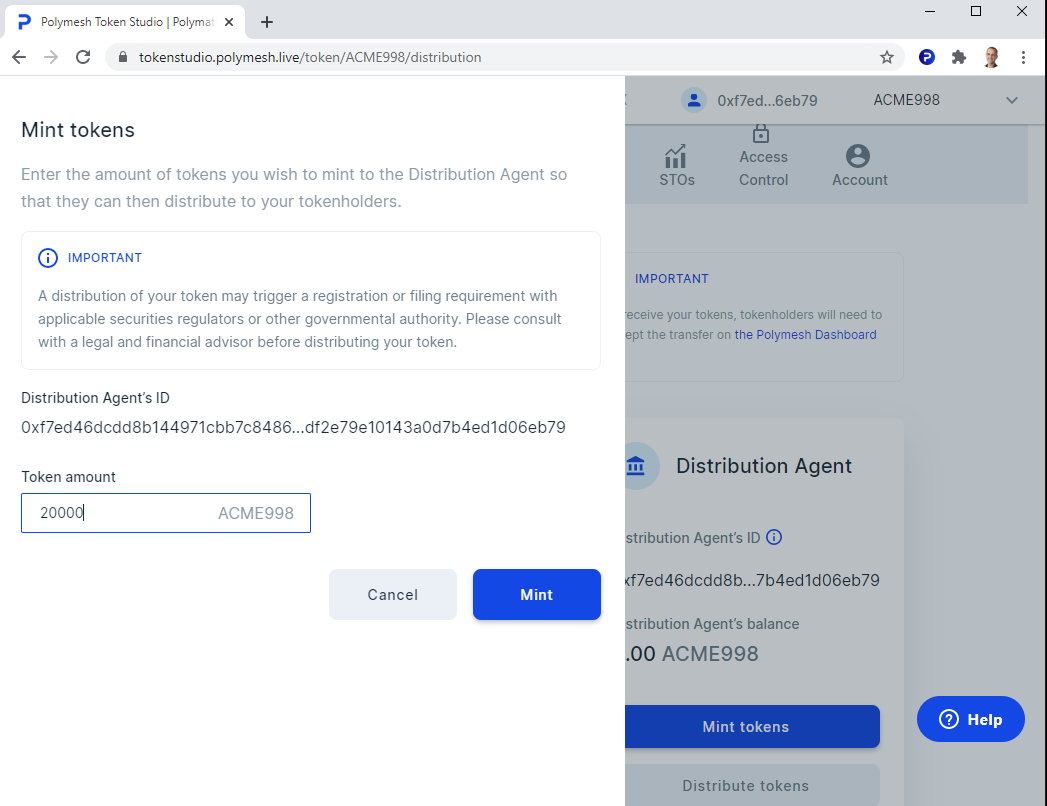 Polymesh Token Studio | Polymat
tokenstudio.polymesh.live/token/ACME998/distribution
Mint tokens
Enter the amount of tokens you wish to mint to the Distribution Agent so
that they can then distribute to your tokenholders.
IMPORTANT
A distribution of your token may trigger a registration or filing requirement with
applicable securities regulators or other governmental authority. Please consult
with a legal and financial advisor before distributing your token.
Distribution Agent's ID
0xf7ed46dcdd8b144971cbb7c8486...df2e79e10143a0d7b4ed1d06eb79
Token amount
20000 ACME998
Cancel
Mint
0xf7ed...6eb79
ACME998
STOs
Access
Control
Account
IMPORTANT
receive your tokens, tokenholders will need to
ept the transfer on the Polymesh Dashboard
Distribution Agent
stribution Agent's ID
xf7ed46dcdd8b...7b4ed1d06eb79
stribution Agent's balance
.00 ACME998
Mint tokens
Distribute tokens
Help